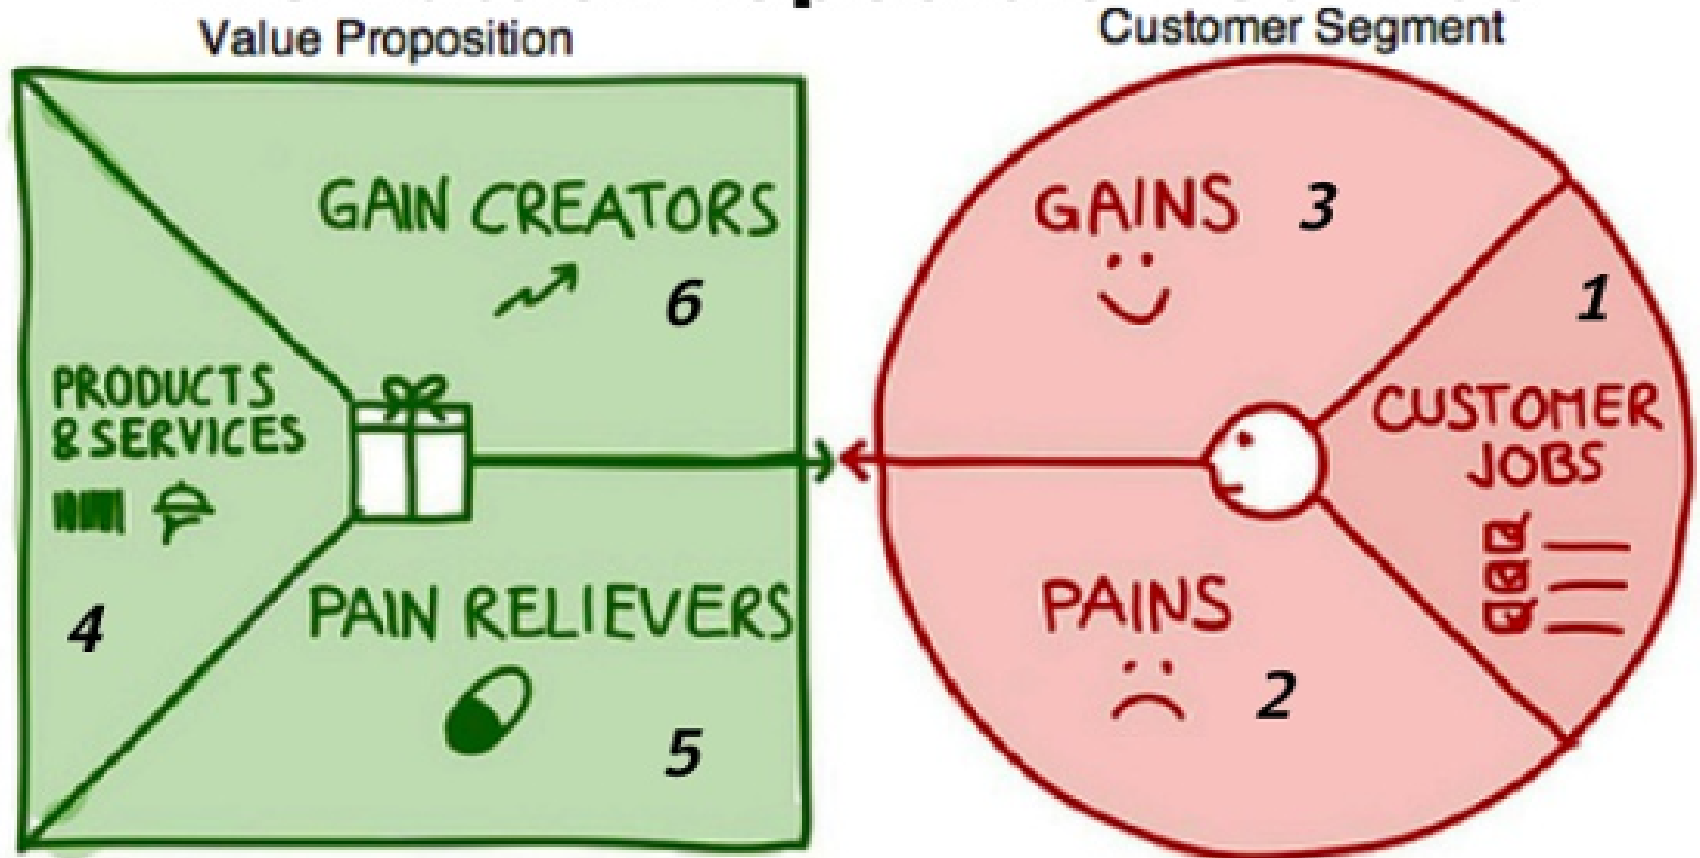 Value Proposition
Customer Segment
GAIN CREATORS
6
PRODUCTS
& SERVICES
4
PAIN RELIEVERS
5
GAINS 3
1
CUSTOMER
JOBS
PAINS
2